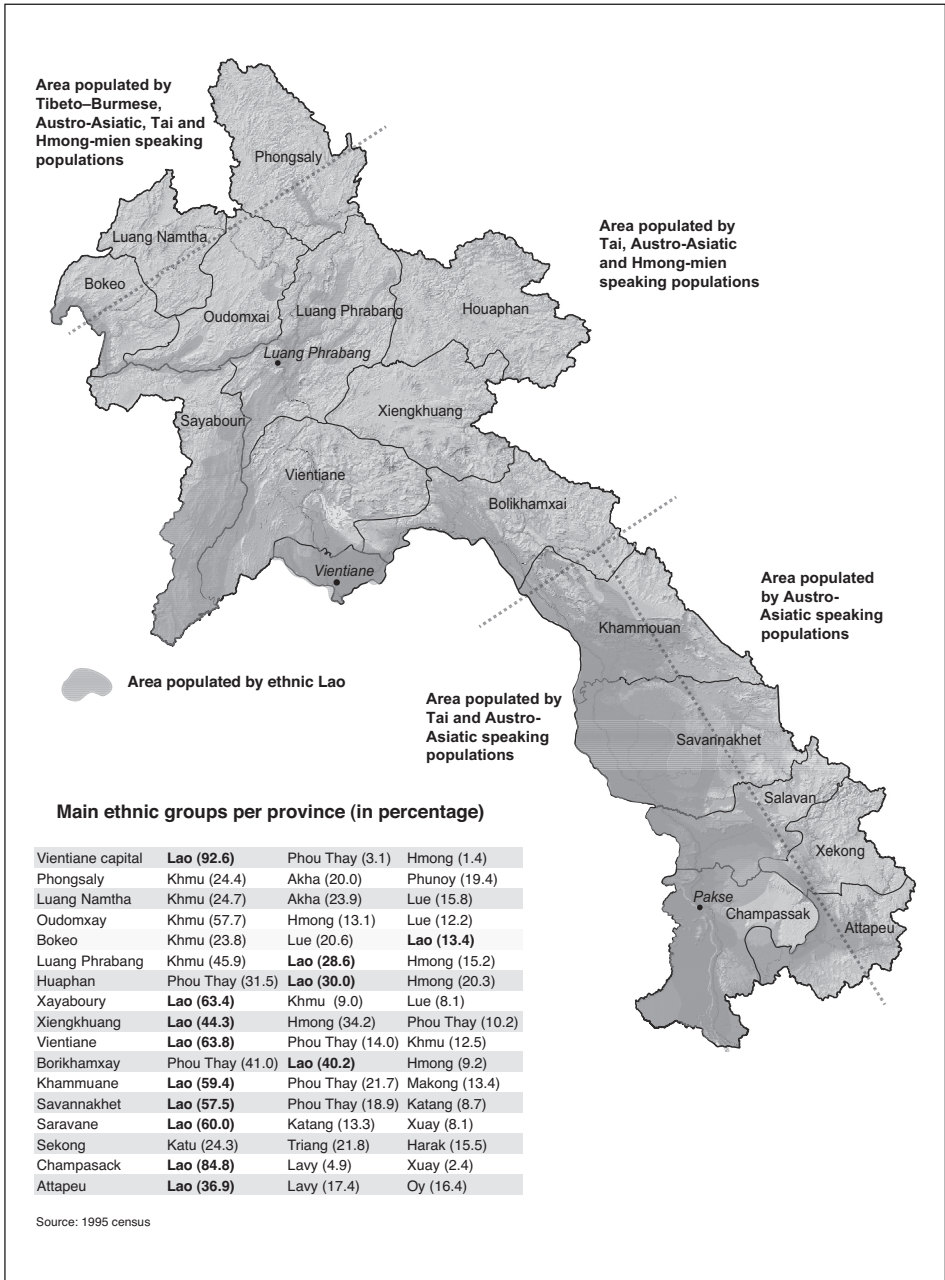 Area populated by
Tibeto–Burmese,
Austro-Asiatic, Tai and
Hmong-mien speaking
populations
Phongsaly
Luang Namtha
Bokeo
Oudomxai
Luang Phrabang
Houaphan
Luang Phrabang
Area populated by
Tai, Austro-Asiatic
and Hmong-mien
speaking populations
Xiengkhuang
Sayabouri
Vientiane
Bolikhamxai
Vientiane
Khammouan
Area populated
by Austro-
Asiatic speaking
populations
Area populated by ethnic Lao
Area populated by
Tai and Austro-
Asiatic speaking
populations
Savannakhet
Salavan
Xekong
Pakse
Champassak
Attapeu
Main ethnic groups per province (in percentage)
Vientiane capital Lao (92.6) Phou Thay (3.1) Hmong (1.4)
Phongsaly Khmu (24.4) Akha (20.0) Phunoy (19.4)
Luang Namtha Khmu (24.7) Akha (23.9) Lue (15.8)
Oudomxay Khmu (57.7) Hmong (13.1) Lue (12.2)
Bokeo Khmu (23.8) Lue (20.6) Lao (13.4)
Luang Phrabang Khmu (45.9) Lao (28.6) Hmong (15.2)
Huaphan Phou Thay (31.5) Lao (30.0) Hmong (20.3)
Xayaboury Lao (63.4) Khmu (9.0) Lue (8.1)
Xiengkhuang Lao (44.3) Hmong (34.2) Phou Thay (10.2)
Vientiane Lao (63.8) Phou Thay (14.0) Khmu (12.5)
Borikhamxay Phou Thay (41.0) Lao (40.2) Hmong (9.2)
Khammuane Lao (59.4) Phou Thay (21.7) Makong (13.4)
Savannakhet Lao (57.5) Phou Thay (18.9) Katang (8.7)
Saravane Lao (60.0) Katang (13.3) Xuay (8.1)
Sekong Katu (24.3) Triang (21.8) Harak (15.5)
Champasack Lao (84.8) Lavy (4.9) Xuay (2.4)
Attapeu Lao (36.9) Lavy (17.4) Oy (16.4)
Source: 1995 census